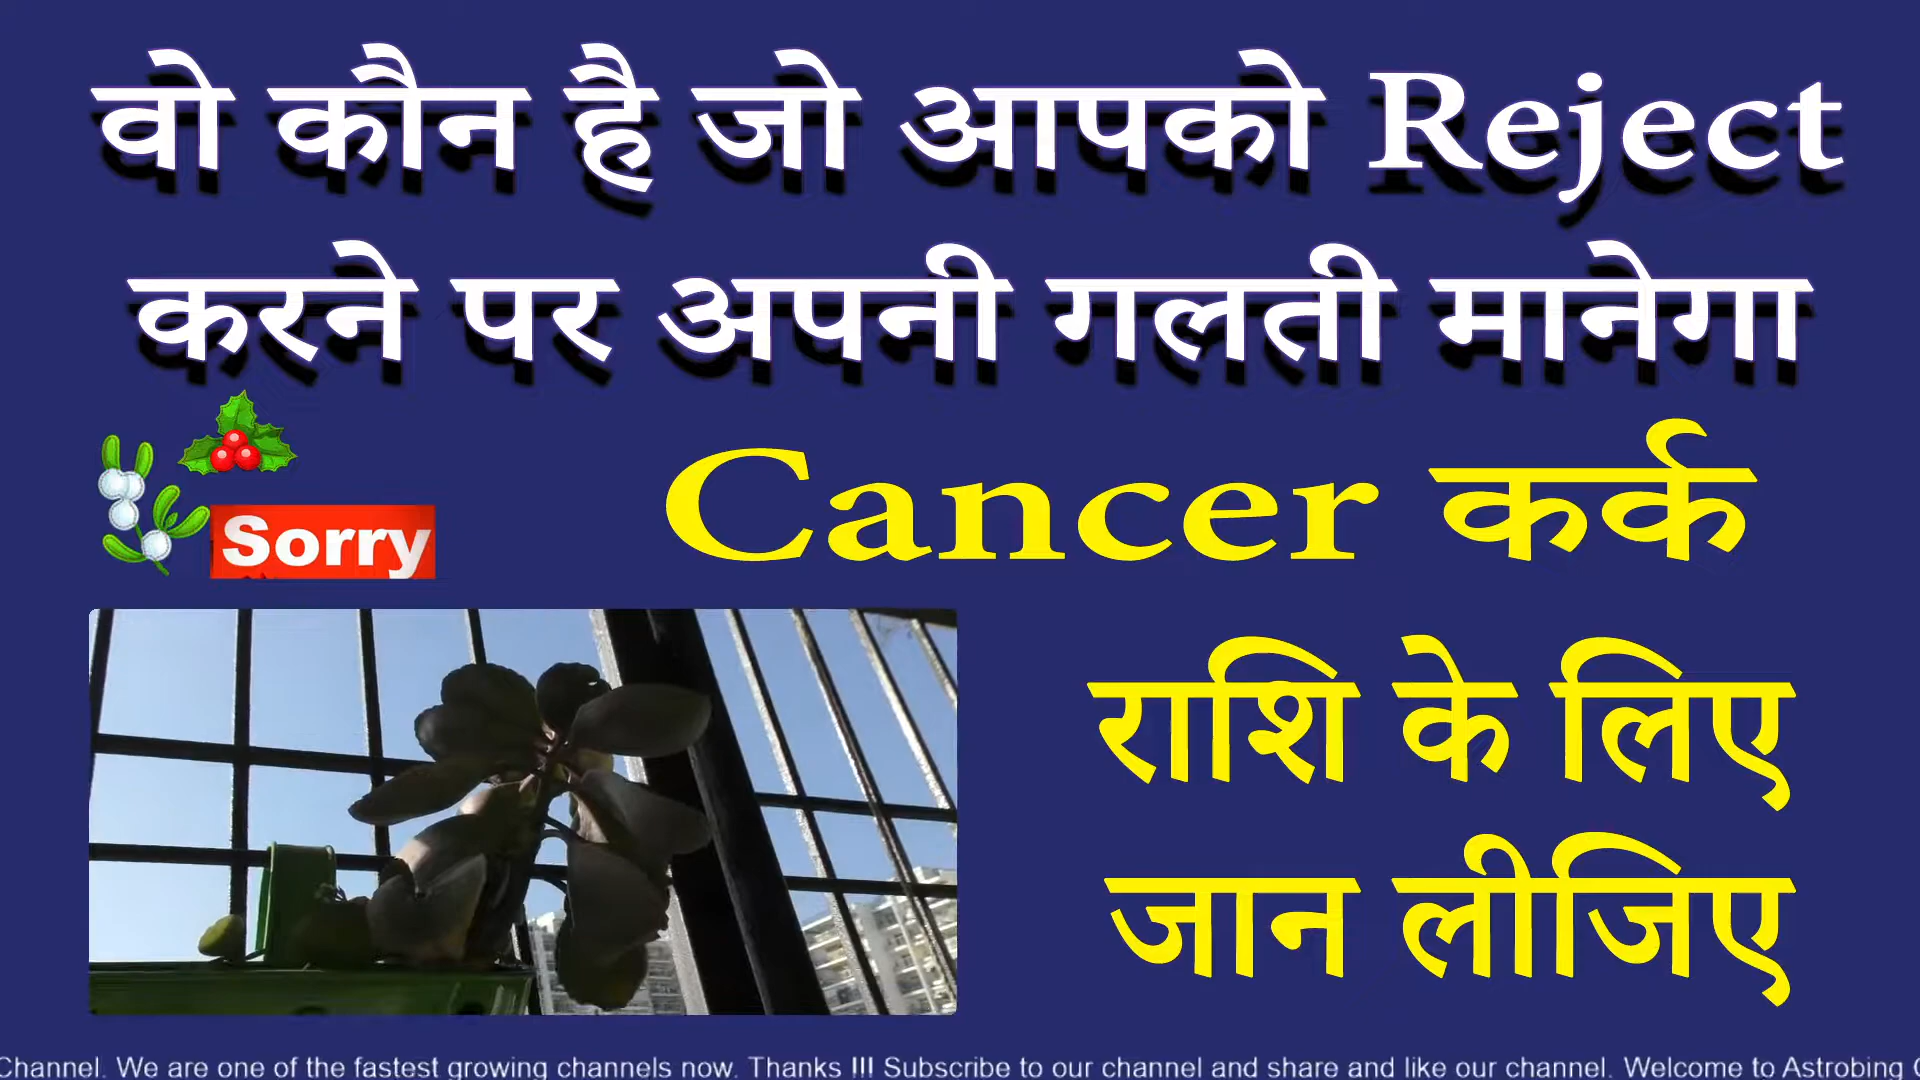 वो कौन है जो आपको Reject
करने पर अपनी गलती मानेगा
Sorry
Cancer कर्क
राशि के लिए
जान लीजिए
Channel. We are one of the fastest growing channels now. Thanks !!! Subscribe to our channel and share and like our channel. Welcome to Astrobing